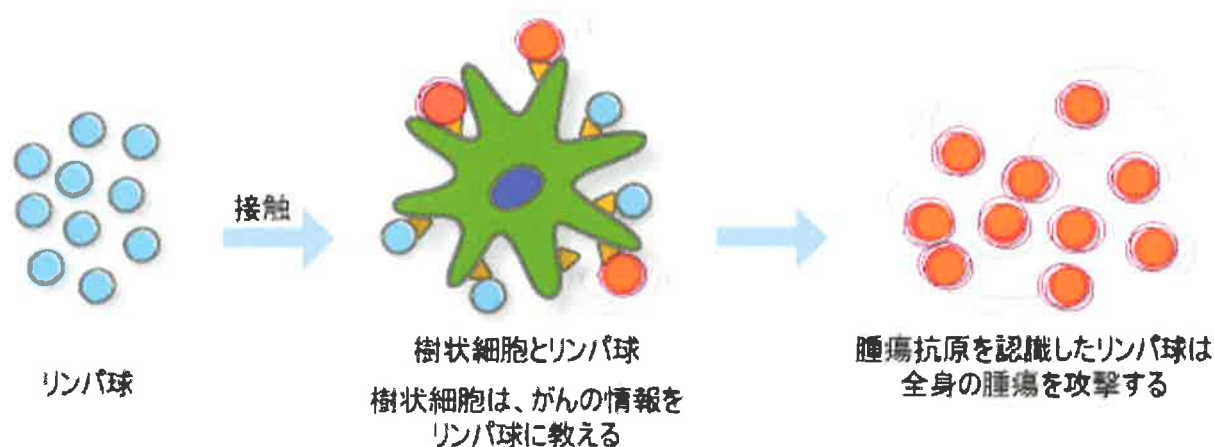 接触
リンパ球
樹状細胞とリンパ球
樹状細胞は、がんの情報を
リンパ球に教える
腫瘍抗原を認識したリンパ球は
全身の腫瘍を攻撃する